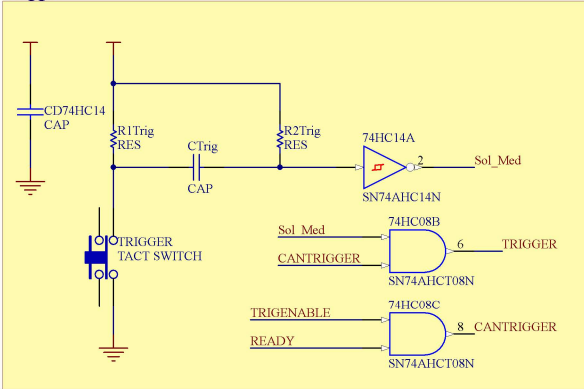 CD74HC14
CAP
R1Trig
RES
CTrig
CAP
R2Trig
RES
74HC14A
2
Sol_Med
SN74AHC14N
TRIGGER
TACT SWITCH
74HC08B
Sol_Med
CANTRIGGER
6
TRIGGER
SN74AHCT08N
74HC08C
TRIGENABLE
READY
8
CANTRIGGER
SN74AHCT08N